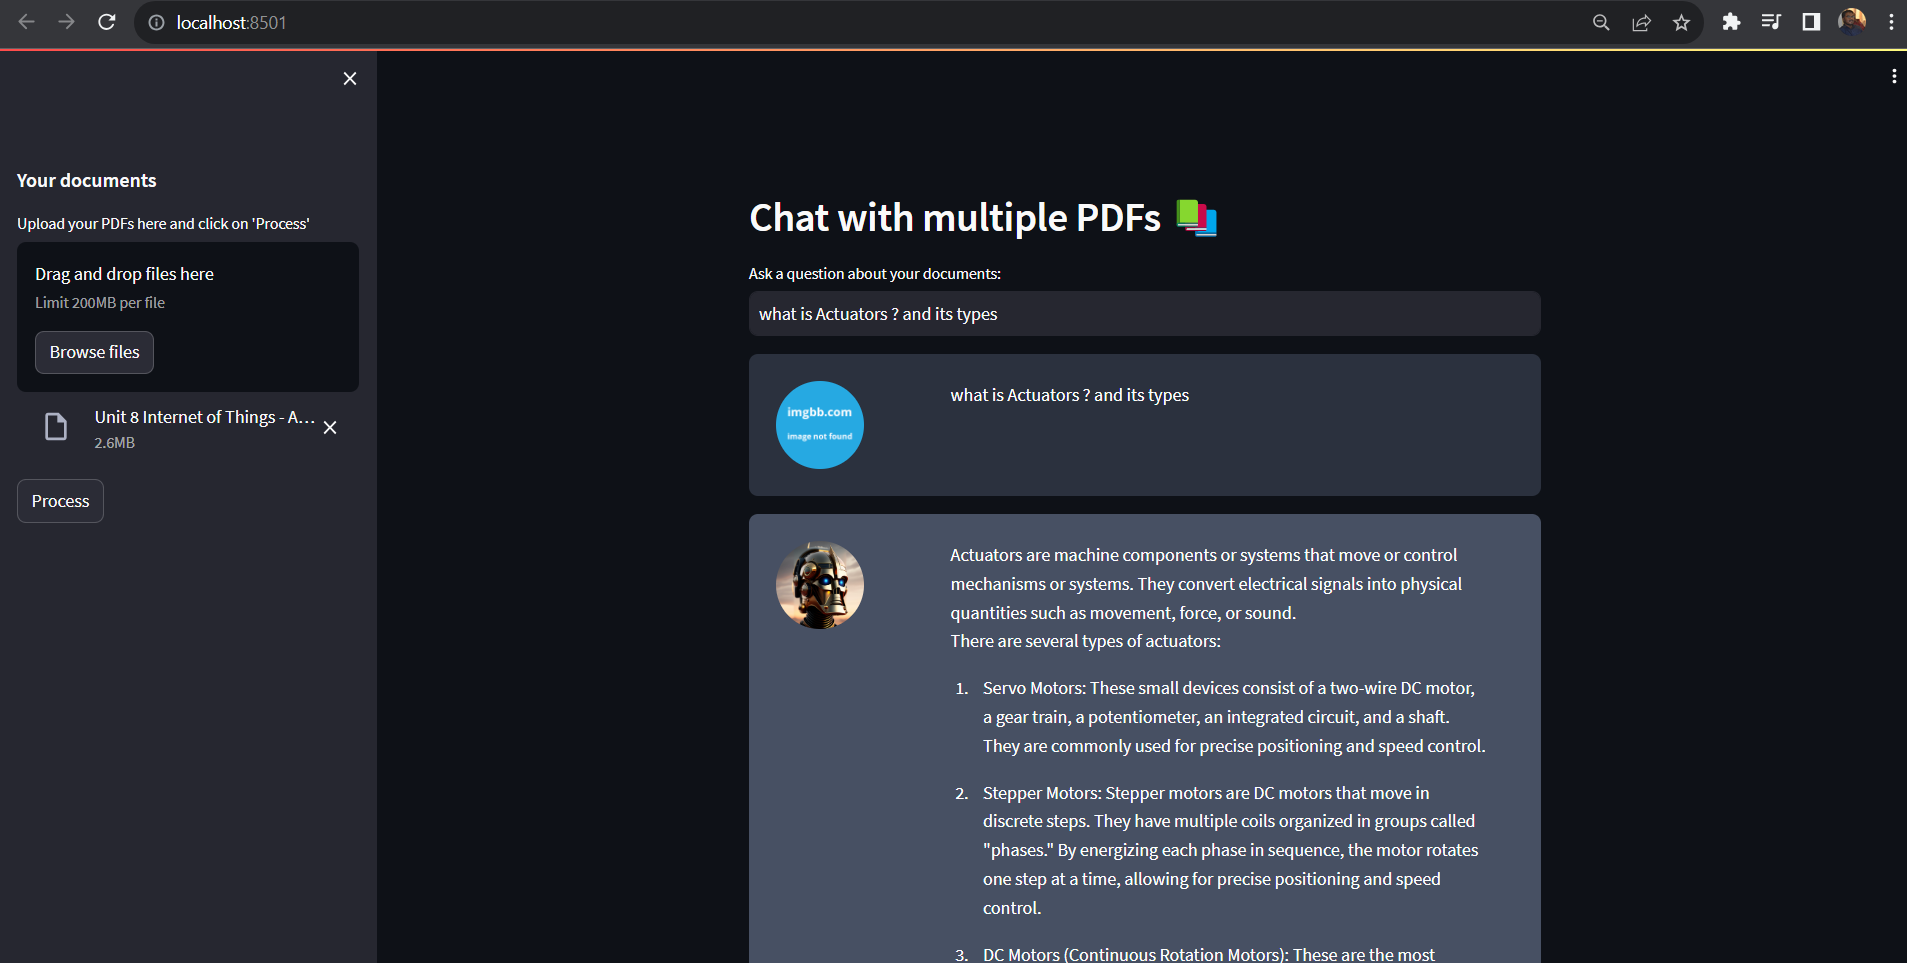 localhost:8501
Your documents
Upload your PDFs here and click on 'Process'
Drag and drop files here
Limit 200MB per file
Browse files
Unit 8 Internet of Things - A...
2.6MB
Process
Chat with multiple PDFs
Ask a question about your documents:
what is Actuators ? and its types
imgbb.com
image not found
what is Actuators ? and its types
Actuators are machine components or systems that move or control
mechanisms or systems. They convert electrical signals into physical
quantities such as movement, force, or sound.
There are several types of actuators:
1. Servo Motors: These small devices consist of a two-wire DC motor,
a gear train, a potentiometer, an integrated circuit, and a shaft.
They are commonly used for precise positioning and speed control.
2. Stepper Motors: Stepper motors are DC motors that move in
discrete steps. They have multiple coils organized in groups called
"phases." By energizing each phase in sequence, the motor rotates
one step at a time, allowing for precise positioning and speed
control.
3. DC Motors (Continuous Rotation Motors): These are the most